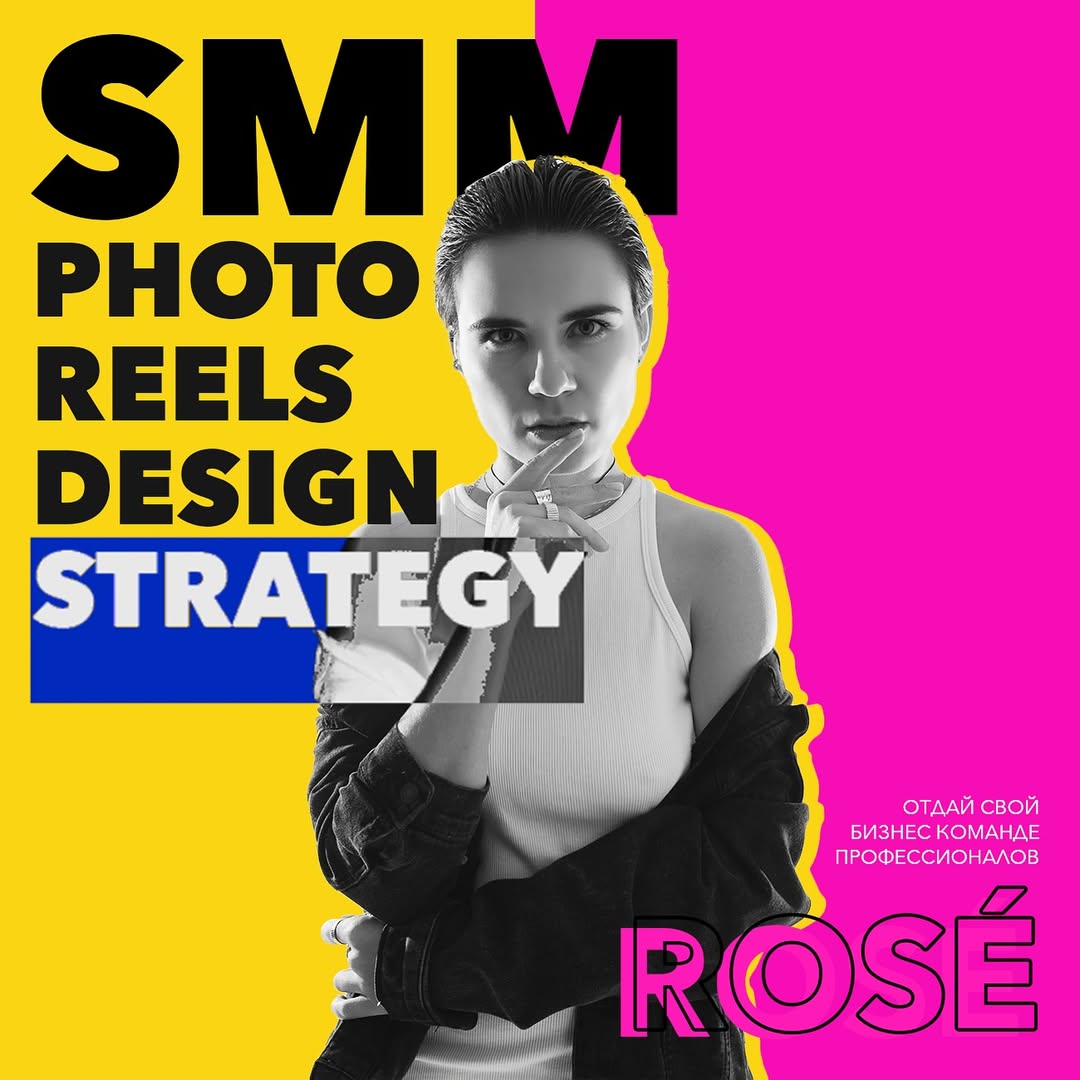 SMM
PHOTO
REELS
DESIGN
STRATEGY
ОТДАЙ СВОЙ
БИЗНЕС КОМАНДЕ
ПРОФЕССИОНАЛОВ
ROSÉ